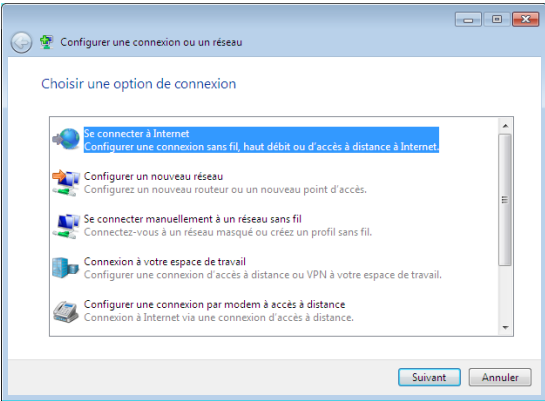 Configurer une connexion ou un réseau
Choisir une option de connexion
Se connecter à Internet
Configurer une connexion sans fil, haut débit ou d'accès à distance à Internet.
Configurer un nouveau réseau
Configurez un nouveau routeur ou un nouveau point d'accès.
Se connecter manuellement à un réseau sans fil
Connectez-vous à un réseau masqué ou créez un profil sans fil.
Connexion à votre espace de travail
Configurer une connexion d'accès à distance ou VPN à votre espace de travail.
Configurer une connexion par modem à accès à distance
Connexion à Internet via une connexion d'accès à distance.
Suivant Annuler